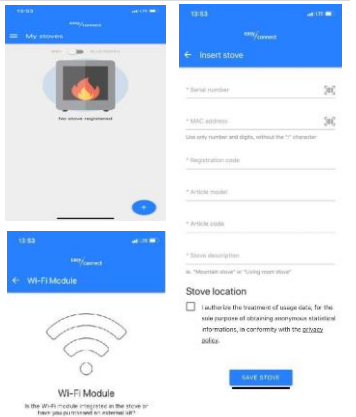 13:53
LTE
easy/connect
My stoves
No stove registered
+
13:53
LTE
easy/connect
← Wi-Fi Module
Wi-Fi Module
Is the Wi-Fi module integrated in the stove or
have you purchased an external kit?
13:53
LTE
easy/connect
← Insert stove
* Serial number
* MAC address
Use only number and digits, without the ":" character
* Registration code
* Article model
* Article code
* Stove description
ie. "Mountain stove" or "Living room stove"
Stove location
I authorize the treatment of usage data, for the
sole purpose of obtaining anonymous statistical
informations, in conformity with the privacy
policy.
SAVE STOVE